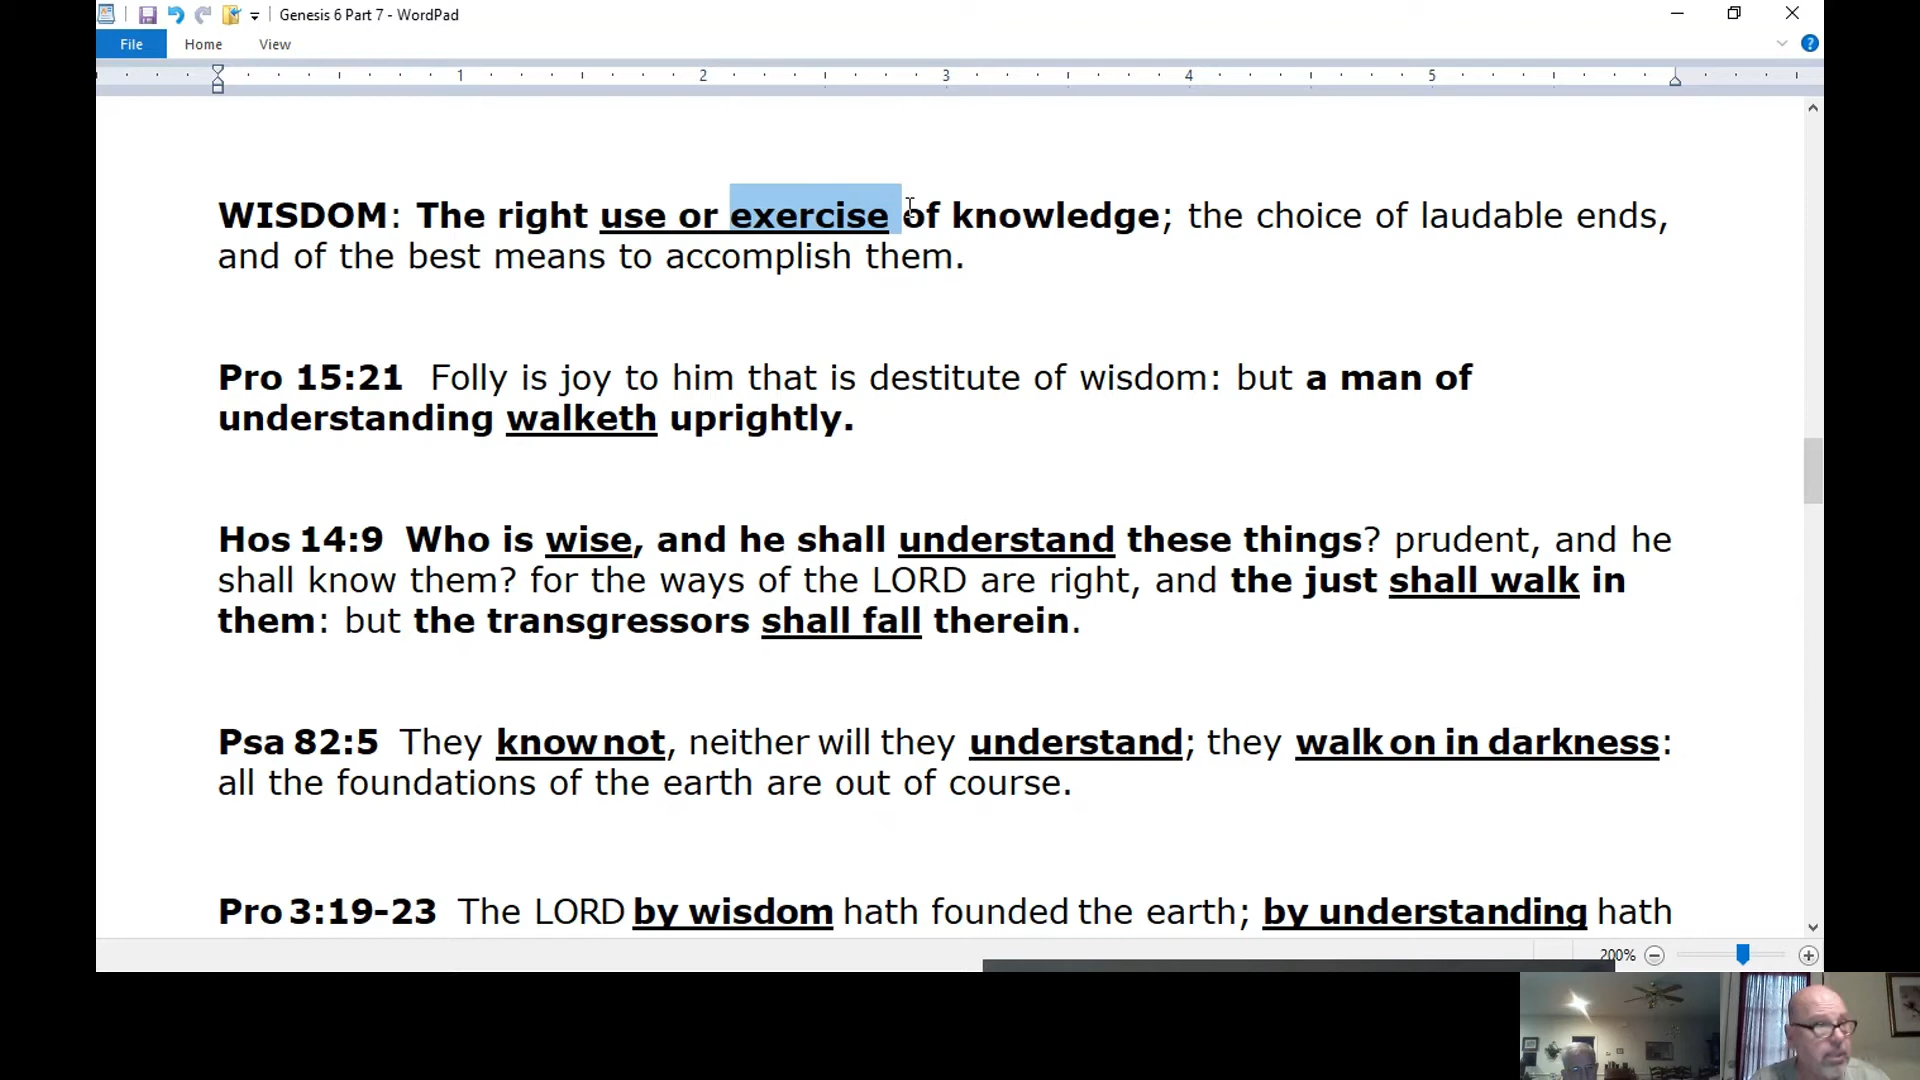 Genesis 6 Part 7 - WordPad
File Home View
1 2 3 4 5
WISDOM: The right use or exercise of knowledge; the choice of laudable ends,
and of the best means to accomplish them.
Pro 15:21 Folly is joy to him that is destitute of wisdom: but a man of
understanding walketh uprightly.
Hos 14:9 Who is wise, and he shall understand these things? prudent, and he
shall know them? for the ways of the LORD are right, and the just shall walk in
them: but the transgressors shall fall therein.
Psa 82:5 They know not, neither will they understand; they walk on in darkness:
all the foundations of the earth are out of course.
Pro 3:19-23 The LORD by wisdom hath founded the earth; by understanding hath
200%